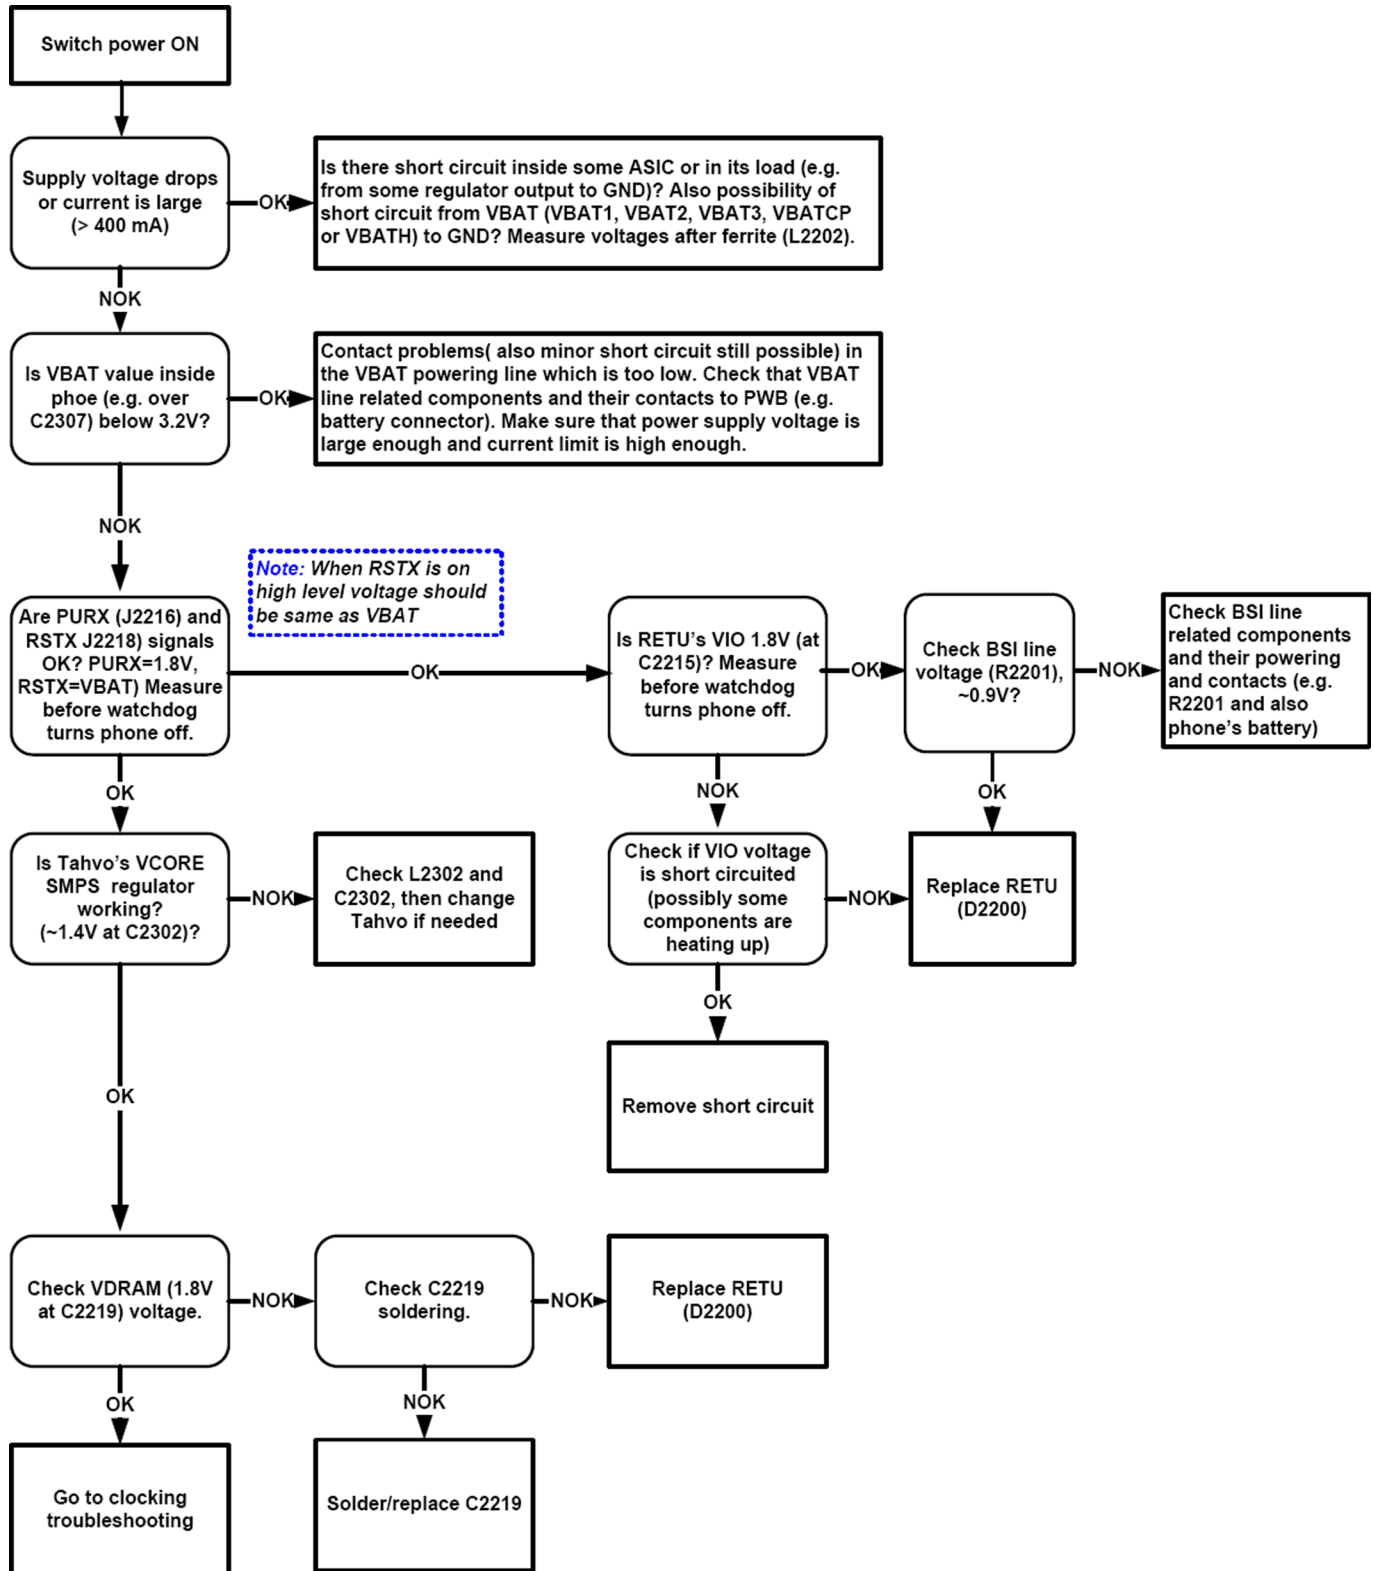 Switch power ON
Supply voltage drops
or current is large
(> 400 mA)
OK
Is there short circuit inside some ASIC or in its load (e.g.
from some regulator output to GND)? Also possibility of
short circuit from VBAT (VBAT1, VBAT2, VBAT3, VBATCP
or VBATH) to GND? Measure voltages after ferrite (L2202).
NOK
Is VBAT value inside
phoe (e.g. over
C2307) below 3.2V?
OK
Contact problems( also minor short circuit still possible) in
the VBAT powering line which is too low. Check that VBAT
line related components and their contacts to PWB (e.g.
battery connector). Make sure that power supply voltage is
large enough and current limit is high enough.
NOK
Note: When RSTX is on
high level voltage should
be same as VBAT
Are PURX (J2216) and
RSTX J2218) signals
OK? PURX=1.8V,
RSTX=VBAT) Measure
before watchdog
turns phone off.
OK
Is RETU's VIO 1.8V (at
C2215)? Measure
before watchdog
turns phone off.
OK
Check BSI line
voltage (R2201),
~0.9V?
NOK
Check BSI line
related components
and their powering
and contacts (e.g.
R2201 and also
phone's battery)
OK
NOK
OK
Is Tahvo's VCORE
SMPS regulator
working?
(~1.4V at C2302)?
NOK
Check L2302 and
C2302, then change
Tahvo if needed
Check if VIO voltage
is short circuited
(possibly some
components are
heating up)
NOK
Replace RETU
(D2200)
OK
OK
Remove short circuit
Check VDRAM (1.8V
at C2219) voltage.
NOK
Check C2219
soldering.
NOK
Replace RETU
(D2200)
OK
NOK
Go to clocking
troubleshooting
Solder/replace C2219